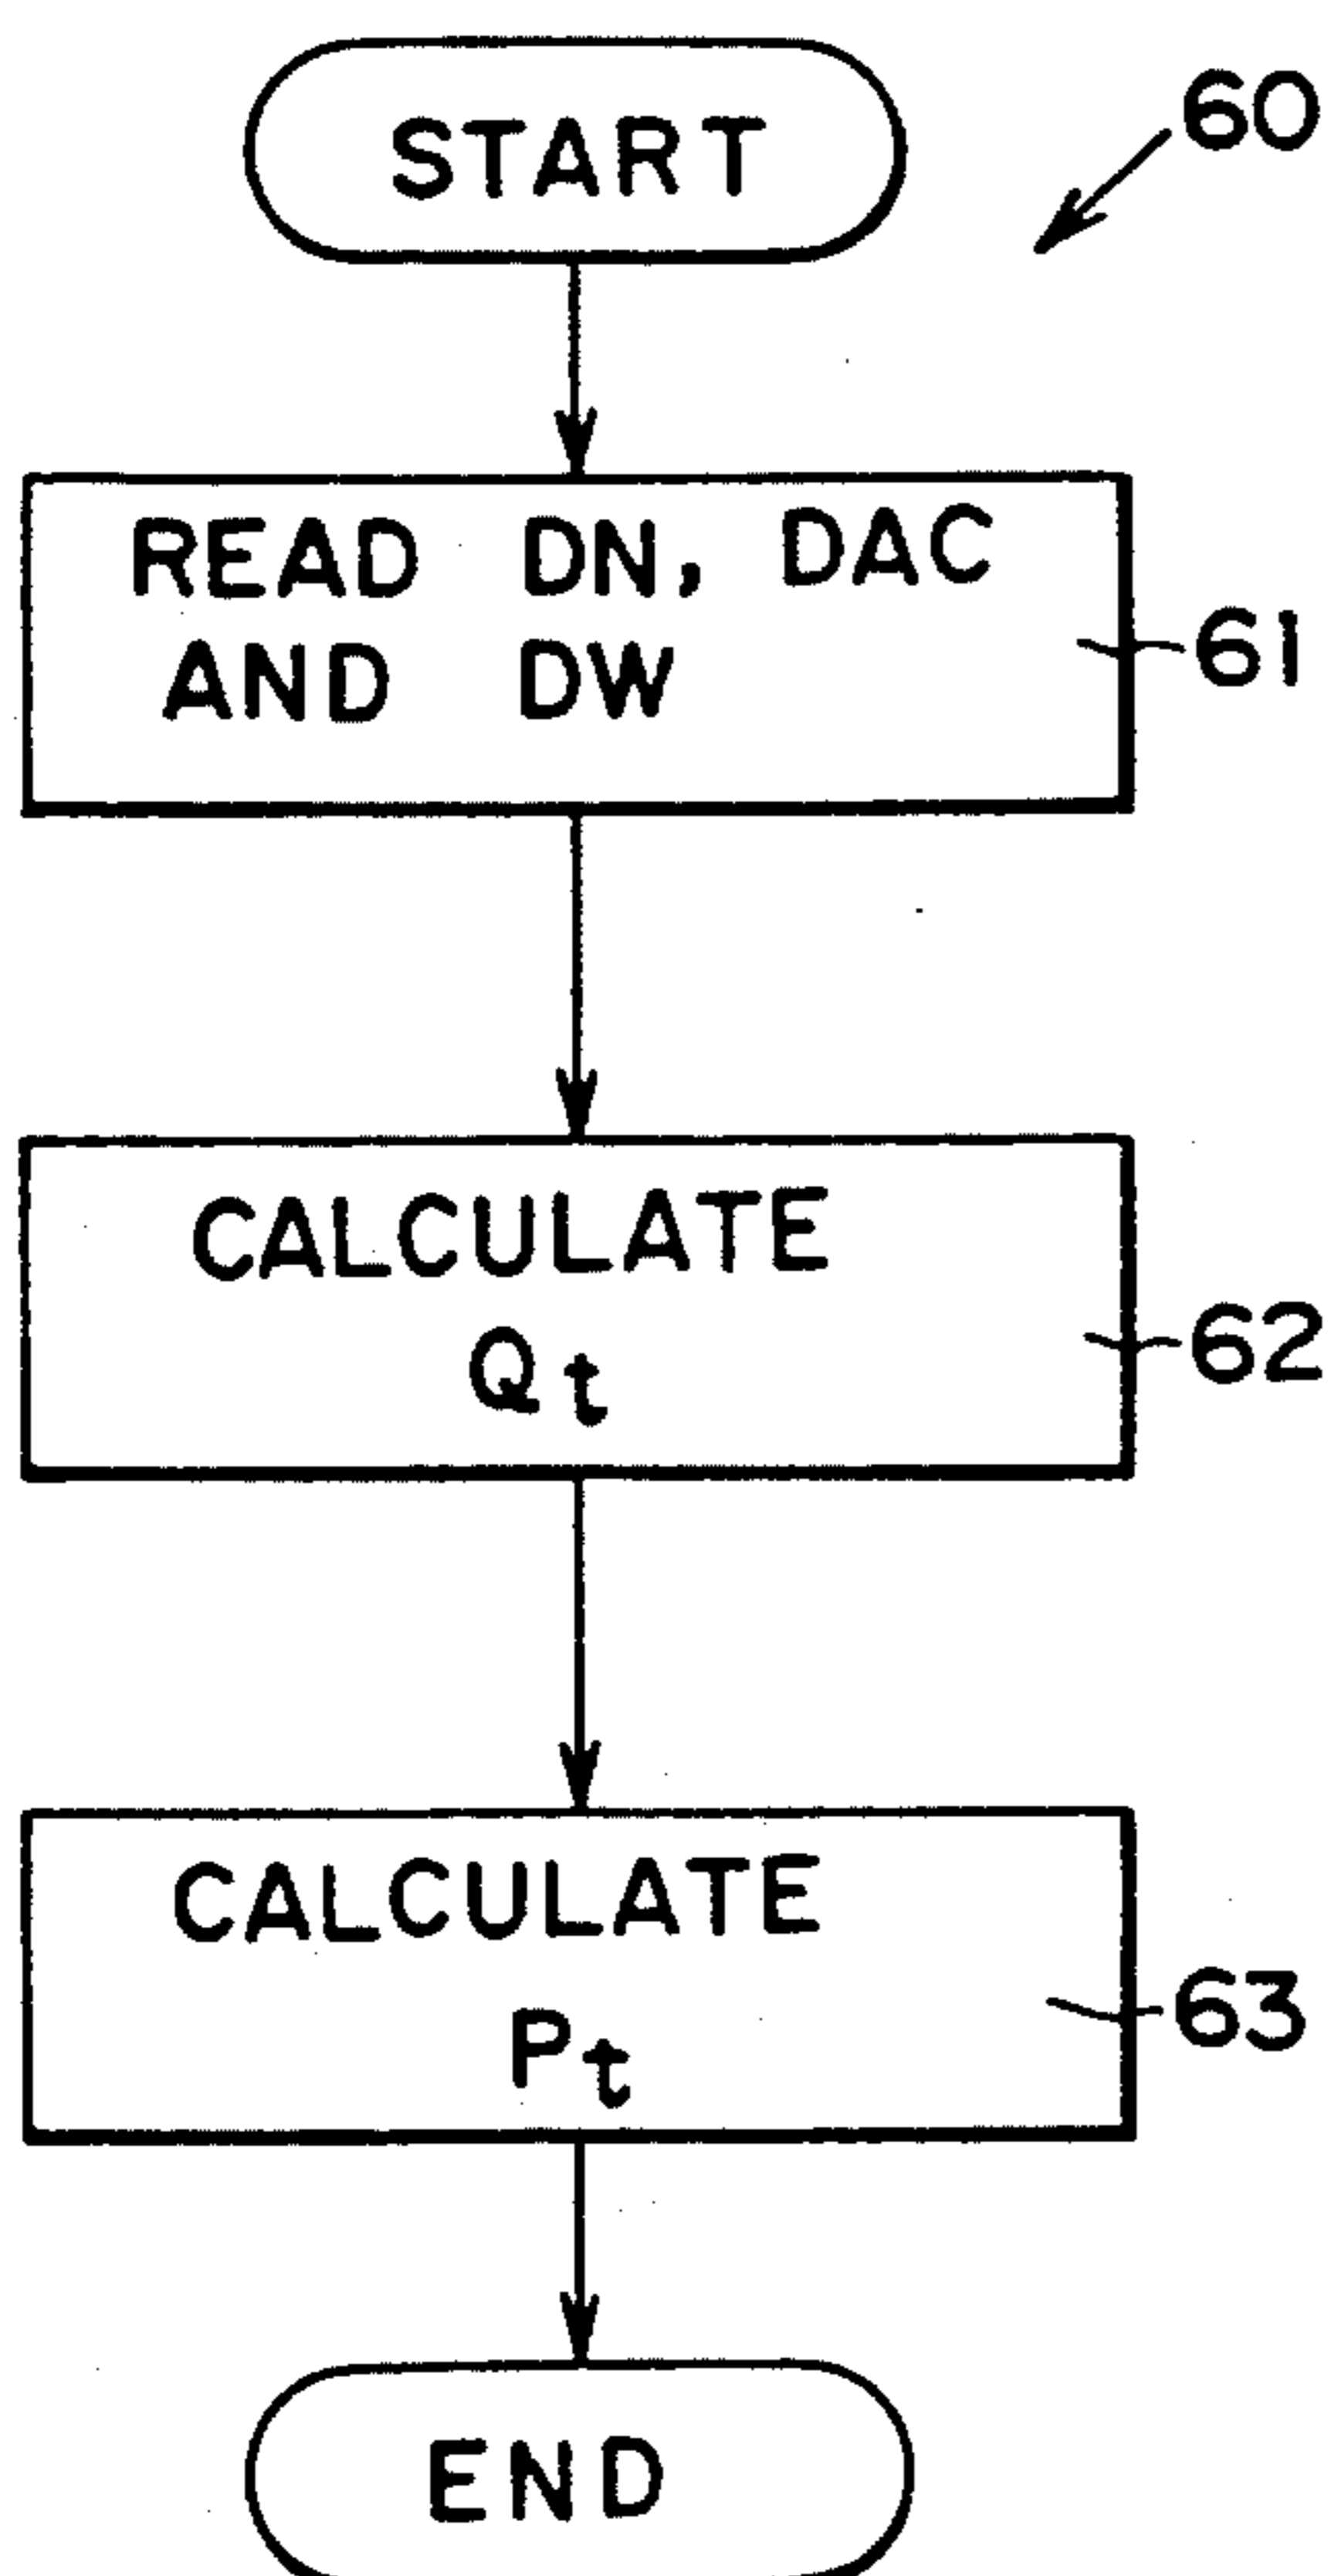 START
60
READ DN, DAC
AND DW
61
CALCULATE
Qt
62
CALCULATE
Pt
63
END